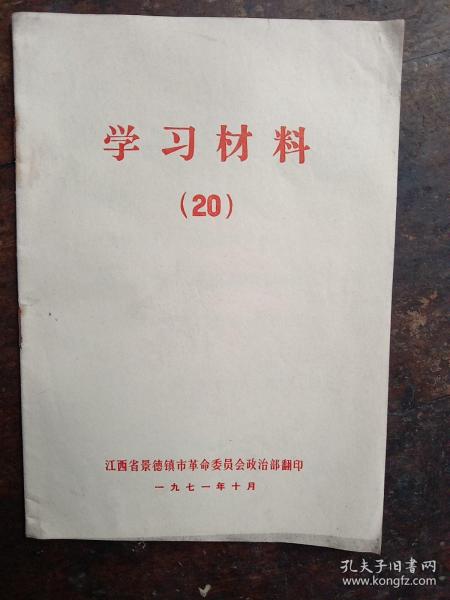 学习材料
(20)
江西省景德镇市革命委员会政治部翻印
一九七一年十月
孔夫子旧书网
www.kongfz.com